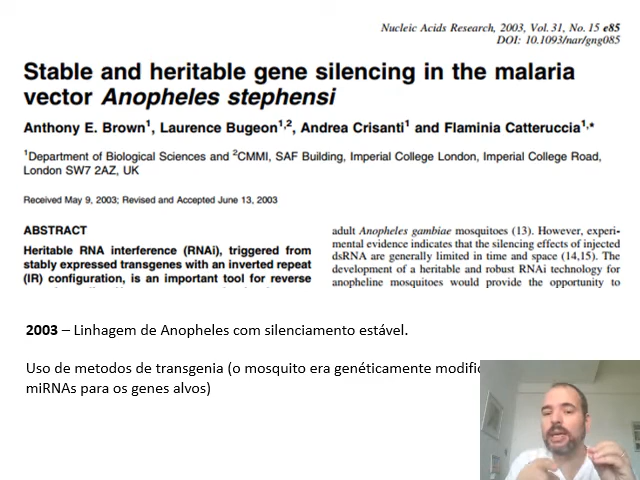 Nucleic Acids Research, 2003, Vol. 31, No. 15 e85
DOI: 10.1093/nar/gng085
Stable and heritable gene silencing in the malaria
vector Anopheles stephensi
Anthony E. Brown1, Laurence Bugeon1,2, Andrea Crisanti1 and Flaminia Catteruccia1,*
1Department of Biological Sciences and 2CMMI, SAF Building, Imperial College London, Imperial College Road,
London SW7 2AZ, UK
Received May 9, 2003; Revised and Accepted June 13, 2003
ABSTRACT
Heritable RNA interference (RNAi), triggered from
stably expressed transgenes with an inverted repeat
(IR) configuration, is an important tool for reverse
adult Anopheles gambiae mosquitoes (13). However, experi-
mental evidence indicates that the silencing effects of injected
dsRNA are generally limited in time and space (14,15). The
development of a heritable and robust RNAi technology for
anopheline mosquitoes would provide the opportunity to
2003 – Linhagem de Anopheles com silenciamento estável.
Uso de metodos de transgenia (o mosquito era genéticamente modific
miRNAs para os genes alvos)